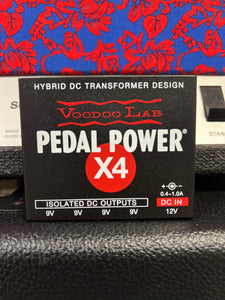 HYBRID DC TRANSFORMER DESIGN
VOODOO LAB
PEDAL POWER®
X4
0.4–1.0A
ISOLATED DC OUTPUTS DC IN
9V 9V 9V 9V 12V